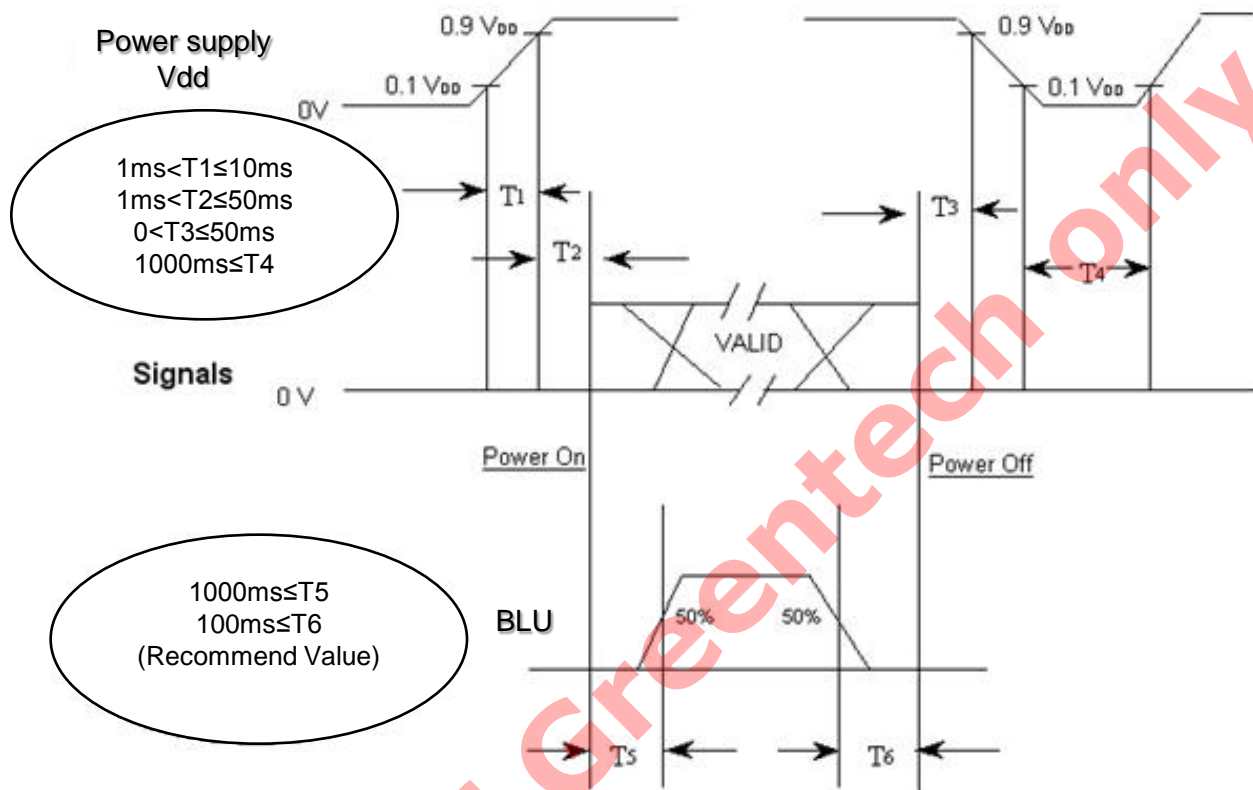 Power supply
Vdd
0.9 VDD
0.9 VDD
0.1 VDD
0.1 VDD
0V
1ms<T1≤10ms
1ms<T2≤50ms
0<T3≤50ms
1000ms≤T4
T1
T3
T2
T4
VALID
Signals
0 V
Power On
Power Off
1000ms≤T5
100ms≤T6
(Recommend Value)
BLU
50%
50%
T5
T6
Greentech only